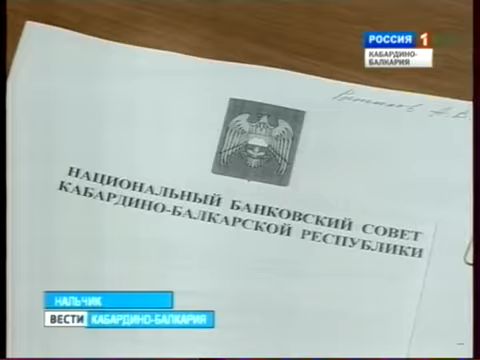 РОССИЯ 1
КАБАРДИНО-
БАЛКАРИЯ
НАЦИОНАЛЬНЫЙ БАНКОВСКИЙ СОВЕТ
КАБАРДИНО-БАЛКАРСКОЙ РЕСПУБЛИКИ
НАЛЬЧИК
ВЕСТИ КАБАРДИНО-БАЛКАРИЯ